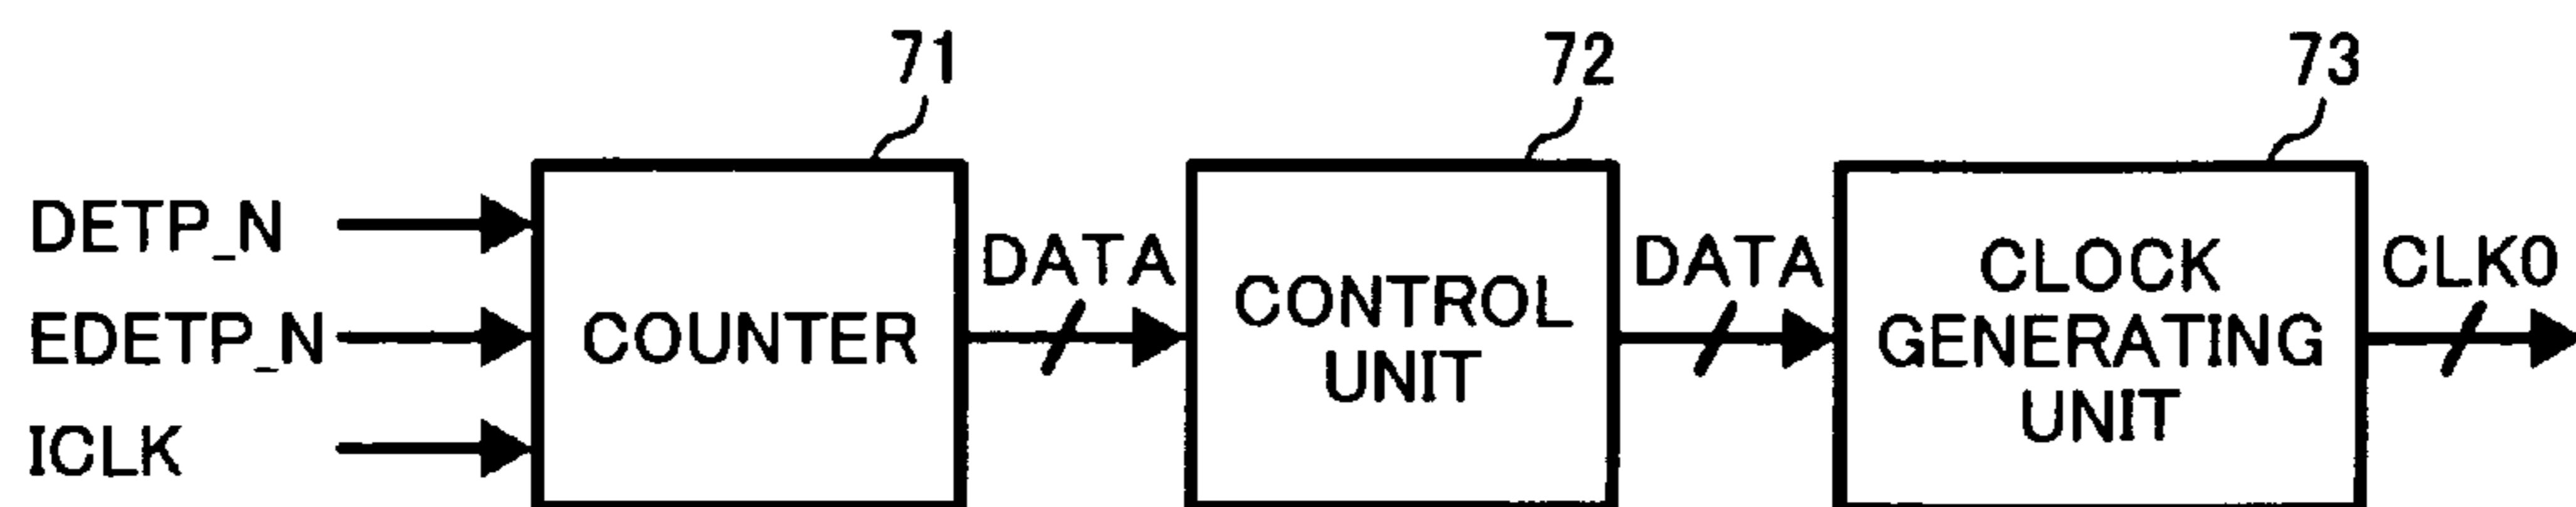 71
72
73
DETP_N
EDETP_N
ICLK
COUNTER
DATA
CONTROL
UNIT
DATA
CLOCK
GENERATING
UNIT
CLK0